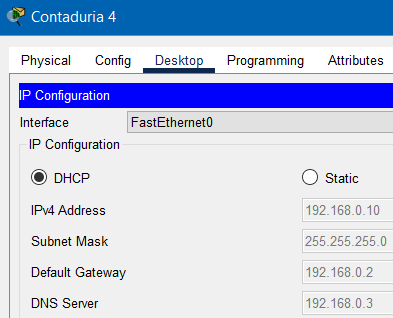 Contaduria 4
Physical Config Desktop Programming Attributes
IP Configuration
Interface FastEthernet0
IP Configuration
DHCP Static
IPv4 Address 192.168.0.10
Subnet Mask 255.255.255.0
Default Gateway 192.168.0.2
DNS Server 192.168.0.3